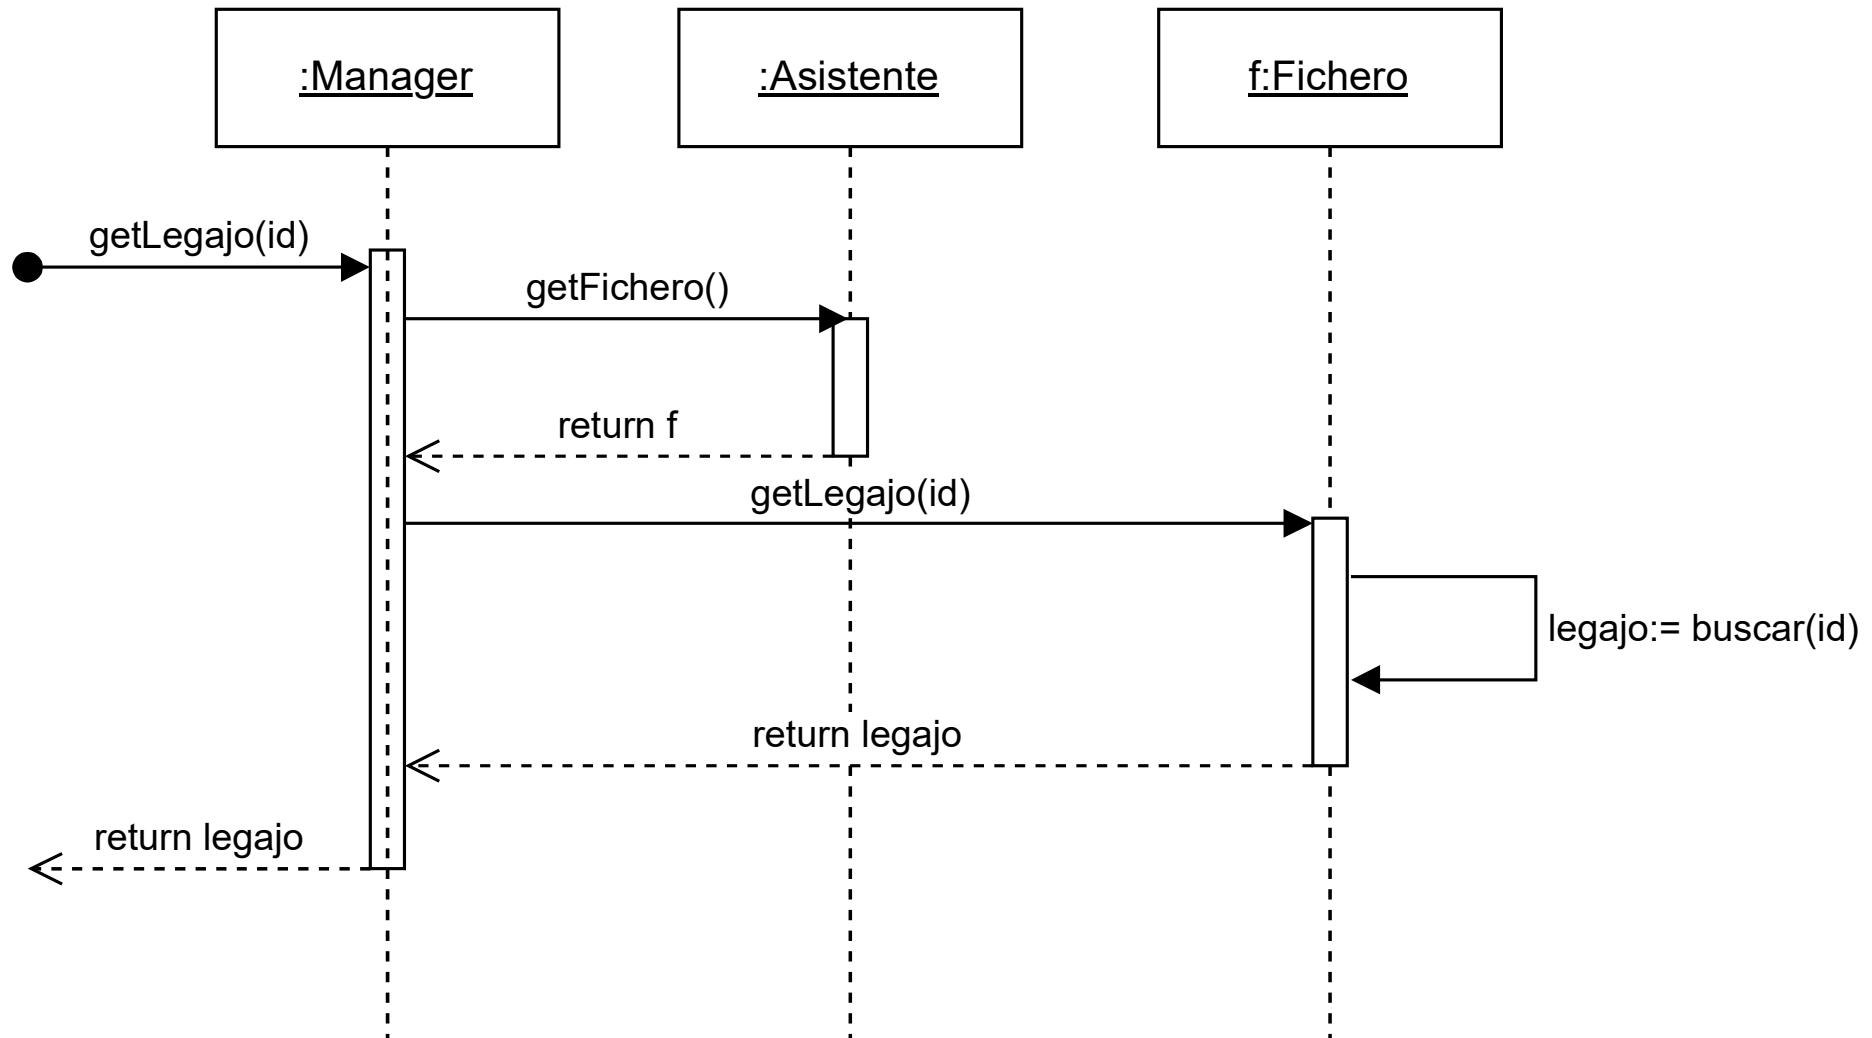 :Manager
:Asistente
f:Fichero
getLegajo(id)
getFichero()
return f
getLegajo(id)
legajo:= buscar(id)
return legajo
return legajo